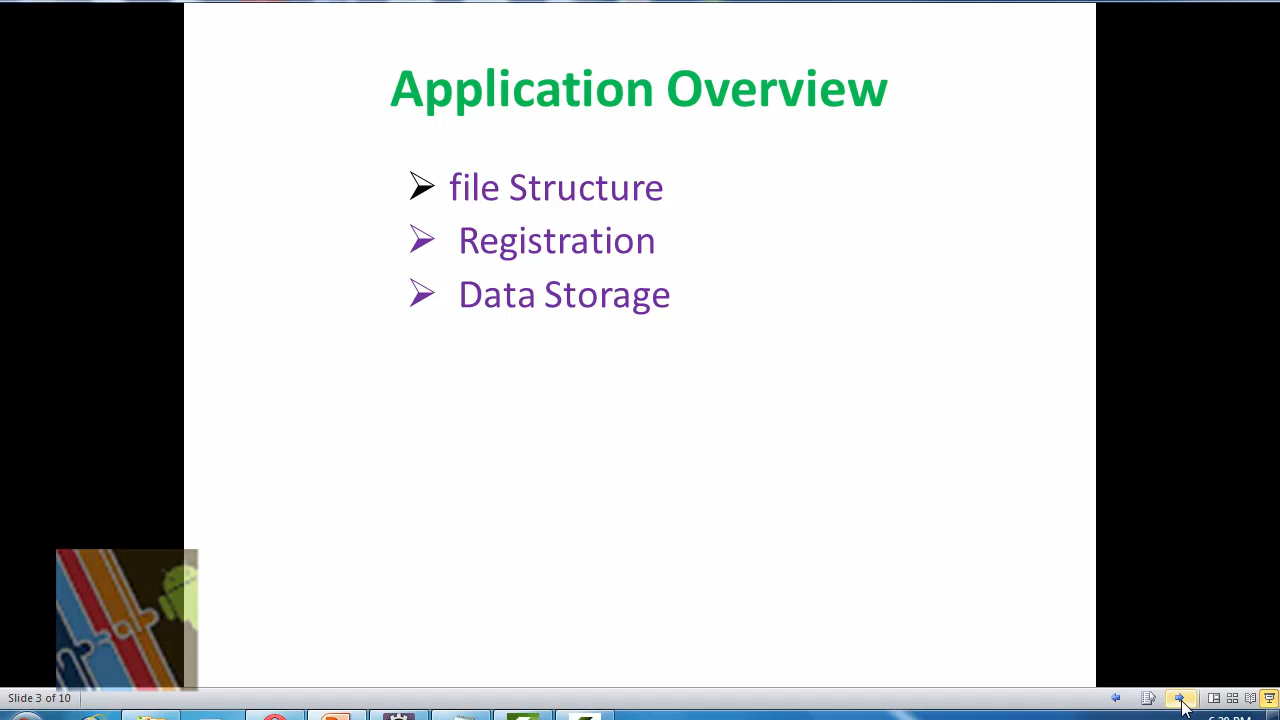 Application Overview
file Structure
Registration
Data Storage
Slide 3 of 10